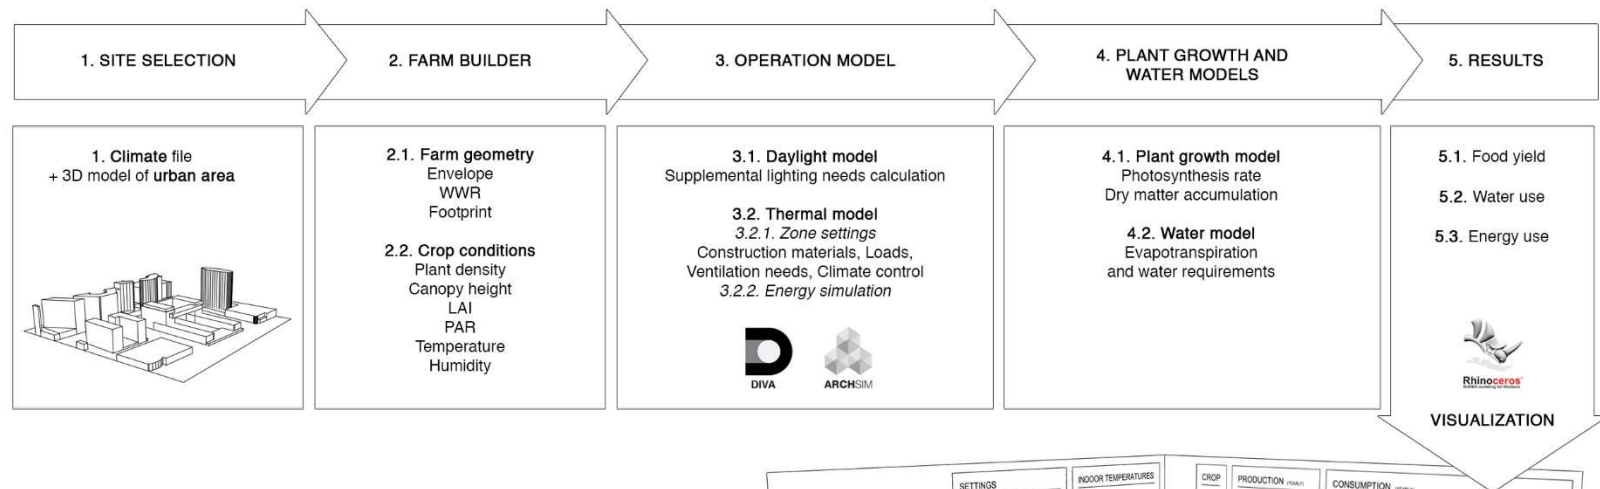 1. SITE SELECTION
2. FARM BUILDER
3. OPERATION MODEL
4. PLANT GROWTH AND
WATER MODELS
5. RESULTS
1. Climate file
+ 3D model of urban area
2.1. Farm geometry
Envelope
WWR
Footprint
2.2. Crop conditions
Plant density
Canopy height
LAI
PAR
Temperature
Humidity
3.1. Daylight model
Supplemental lighting needs calculation
3.2. Thermal model
3.2.1. Zone settings
Construction materials, Loads,
Ventilation needs, Climate control
3.2.2. Energy simulation
DIVA
ARCHSIM
4.1. Plant growth model
Photosynthesis rate
Dry matter accumulation
4.2. Water model
Evapotranspiration
and water requirements
5.1. Food yield
5.2. Water use
5.3. Energy use
Rhinoceros
VISUALIZATION
SETTINGS
INDOOR TEMPERATURES
CROP
PRODUCTION (YEARLY)
CONSUMPTION